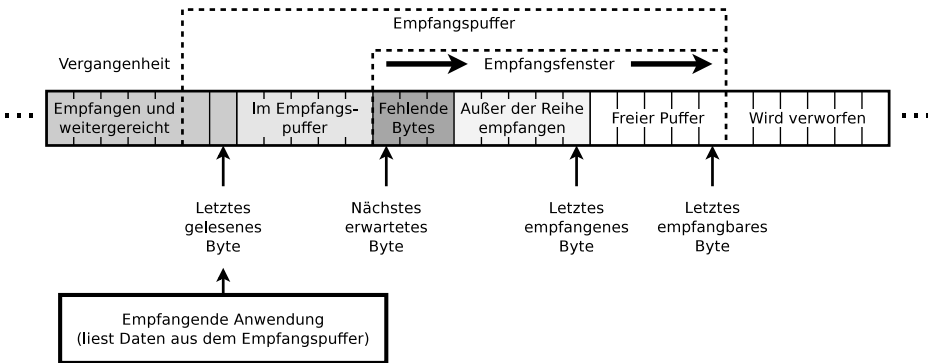 Empfangspuffer
Vergangenheit
Empfangsfenster
Empfangen und
weitergereicht
Im Empfangs-
puffer
Fehlende
Bytes
Außer der Reihe
empfangen
Freier Puffer
Wird verworfen
Letztes
gelesenes
Byte
Nächstes
erwartetes
Byte
Letztes
empfangenes
Byte
Letztes
empfangbares
Byte
Empfangende Anwendung
(liest Daten aus dem Empfangspuffer)